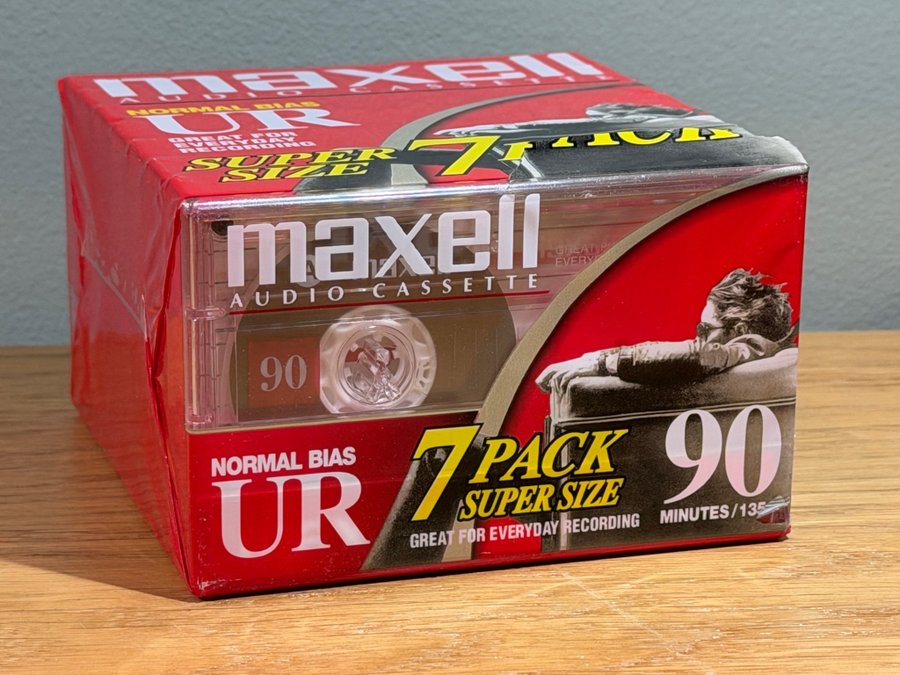 maxell
AUDIO CASSETTE
NORMAL BIAS
UR
GREAT FOR
EVERYDAY
RECORDING
SUPER
SIZE
7 PACK
maxell
AUDIO CASSETTE
90
NORMAL BIAS
UR
7 PACK
SUPER SIZE
GREAT FOR EVERYDAY RECORDING
90
MINUTES/135